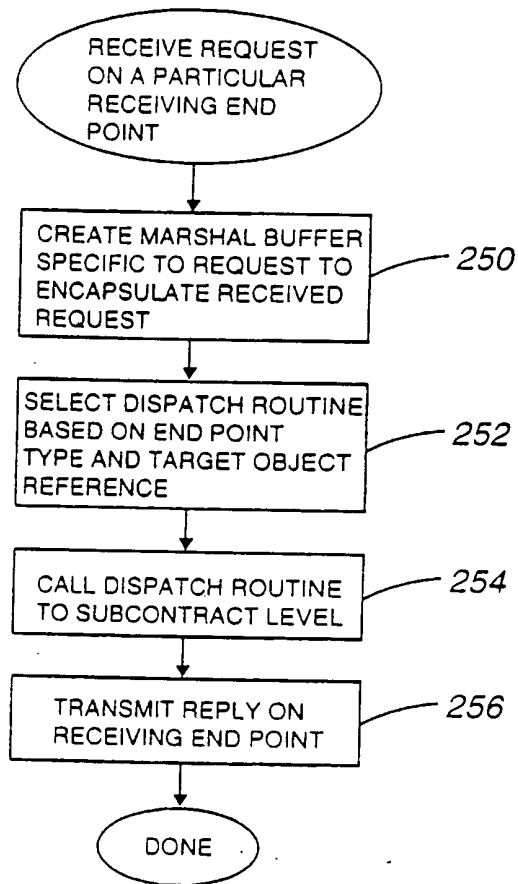 RECEIVE REQUEST
ON A PARTICULAR
RECEIVING END
POINT
CREATE MARSHAL BUFFER
SPECIFIC TO REQUEST TO
ENCAPSULATE RECEIVED
REQUEST
250
SELECT DISPATCH ROUTINE
BASED ON END POINT
TYPE AND TARGET OBJECT
REFERENCE
252
CALL DISPATCH ROUTINE
TO SUBCONTRACT LEVEL
254
TRANSMIT REPLY ON
RECEIVING END POINT
256
DONE